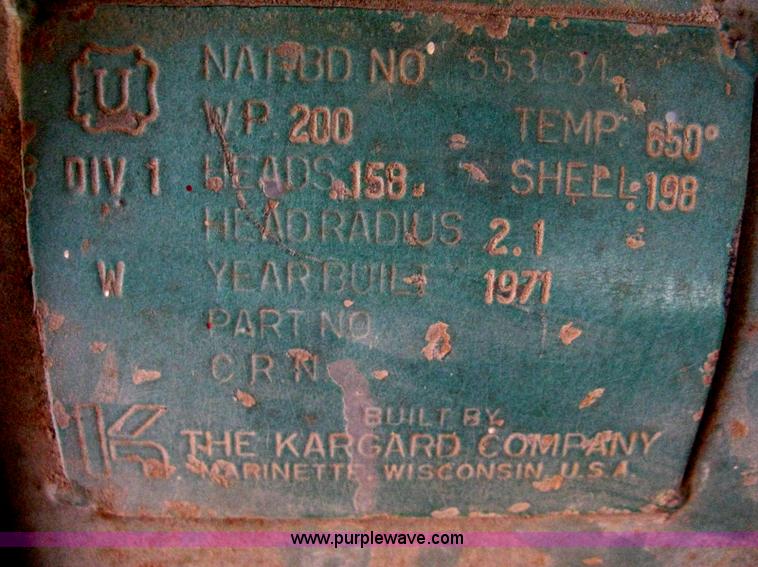 U NAT'L BD NO. 553634
W.P. 200 TEMP. 650°
DIV. 1 HEADS .158 SHELL .198
HEAD RADIUS 2.1
W YEAR BUILT 1971
PART NO.
C.R.N.
K BUILT BY
THE KARGARD COMPANY
MARINETTE, WISCONSIN, U.S.A.
www.purplewave.com